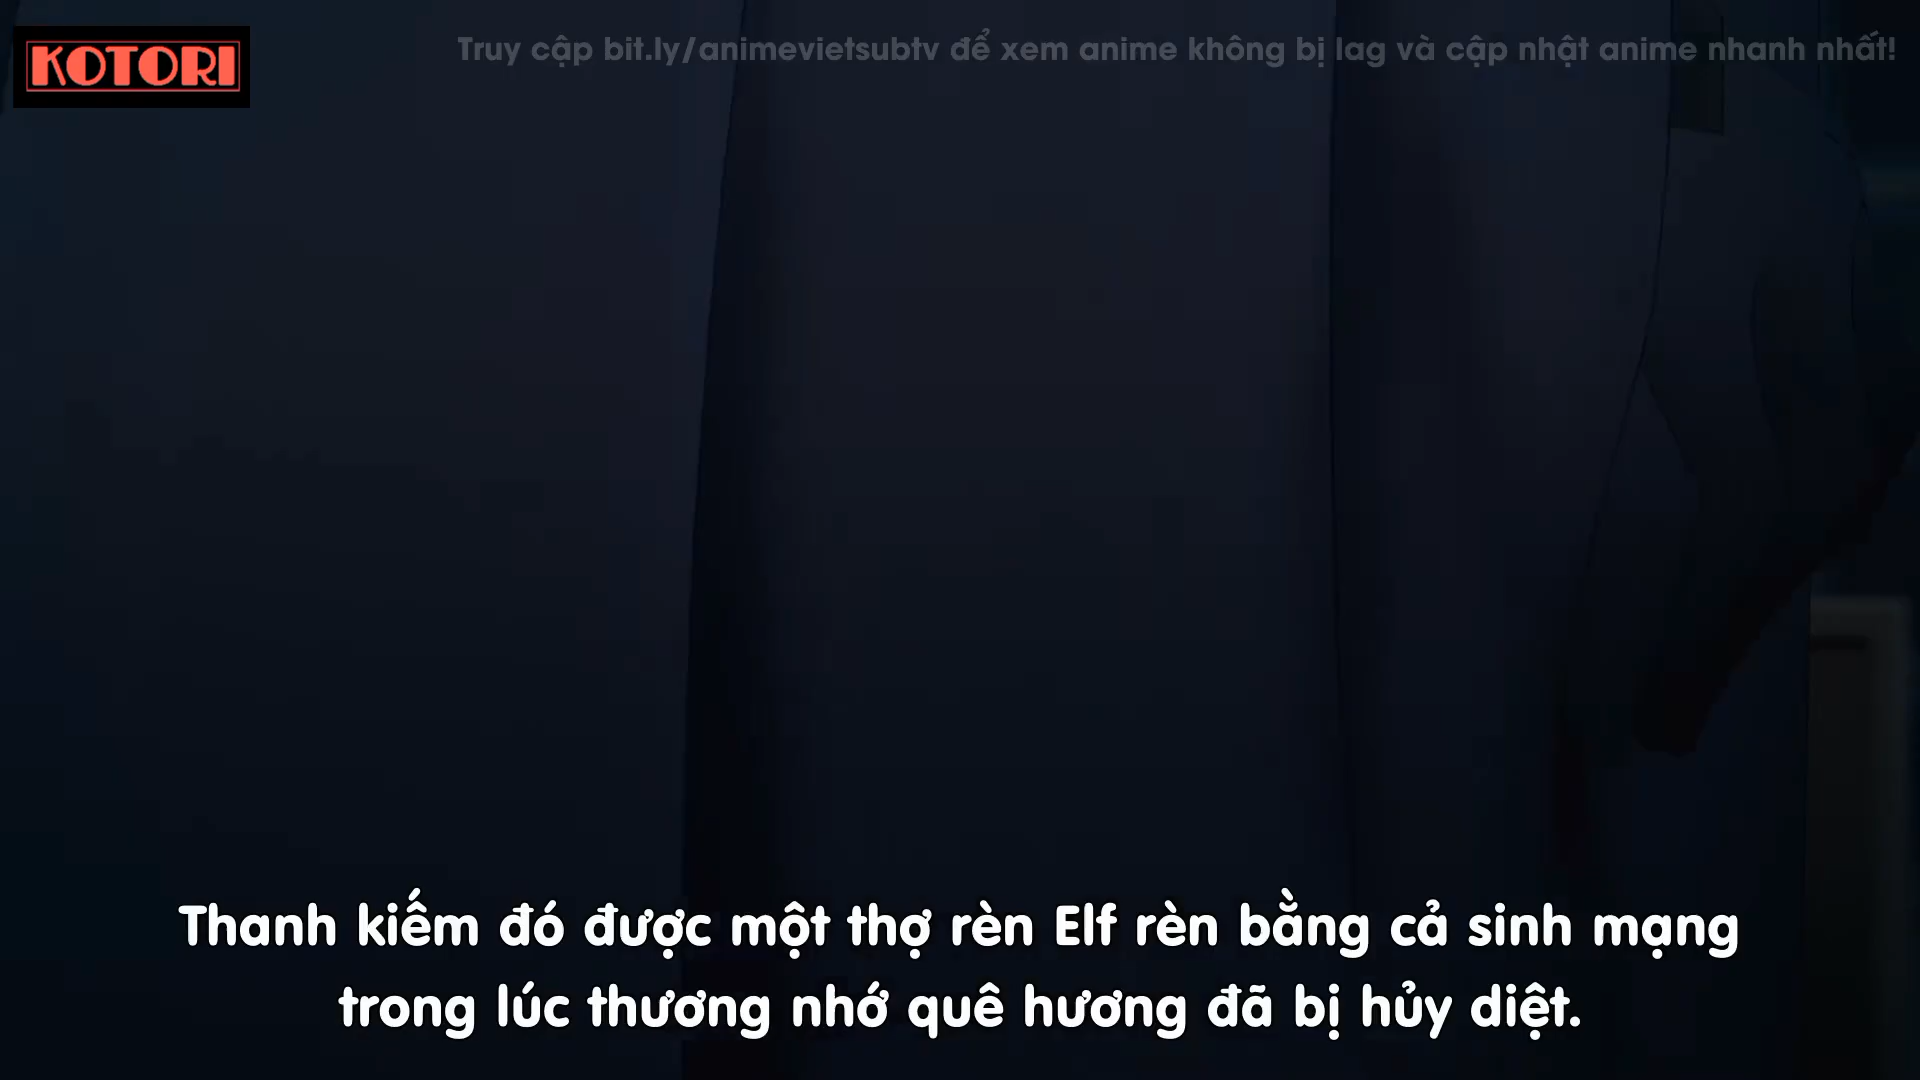 KOTORI
Truy cập bit.ly/animevietsubtv để xem anime không bị lag và cập nhật anime nhanh nhất!
Thanh kiếm đó được một thợ rèn Elf rèn bằng cả sinh mạng
trong lúc thương nhớ quê hương đã bị hủy diệt.